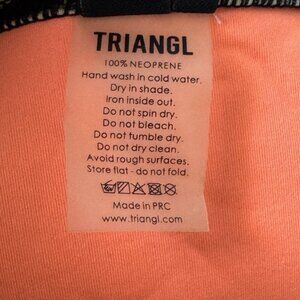 TRIANGL
100% NEOPRENE
Hand wash in cold water.
Dry in shade.
Iron inside out.
Do not spin dry.
Do not bleach.
Do not tumble dry.
Do not dry clean.
Avoid rough surfaces.
Store flat - do not fold.
Made in PRC
www.triangl.com